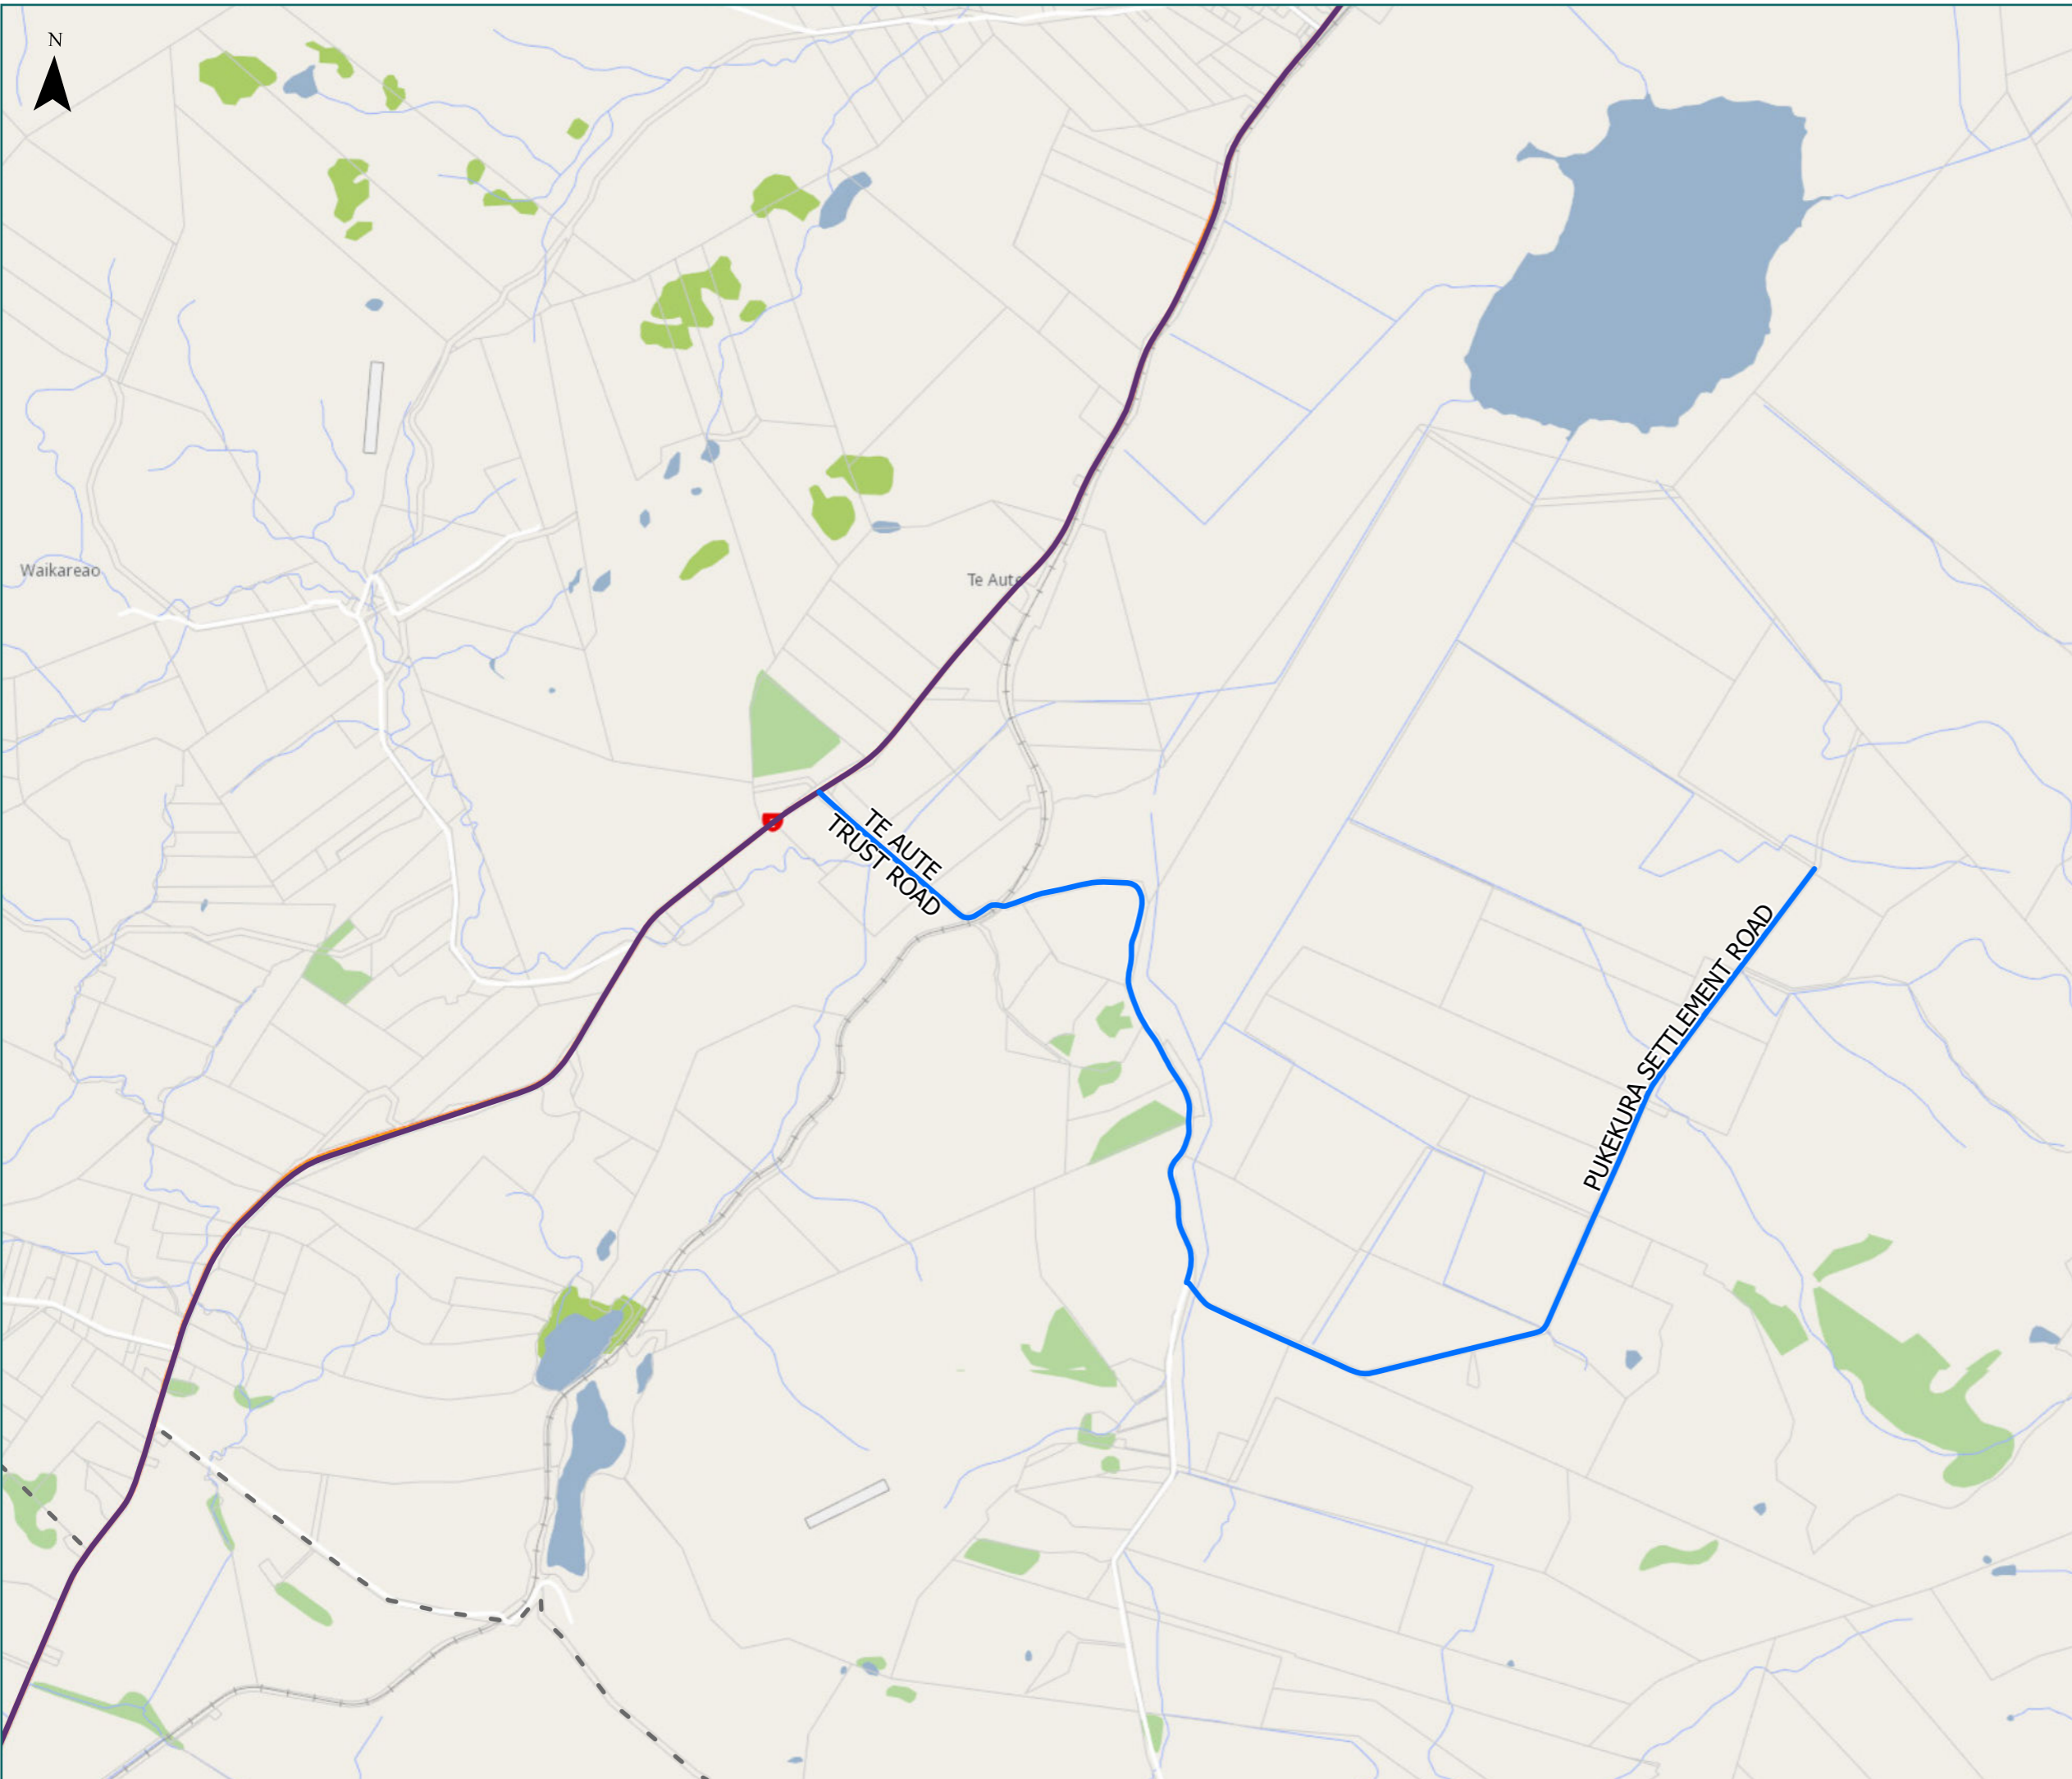 N
Waikareao
Te Aute
TE AUTE
TRUST ROAD
PUKEKURA SETTLEMENT ROAD